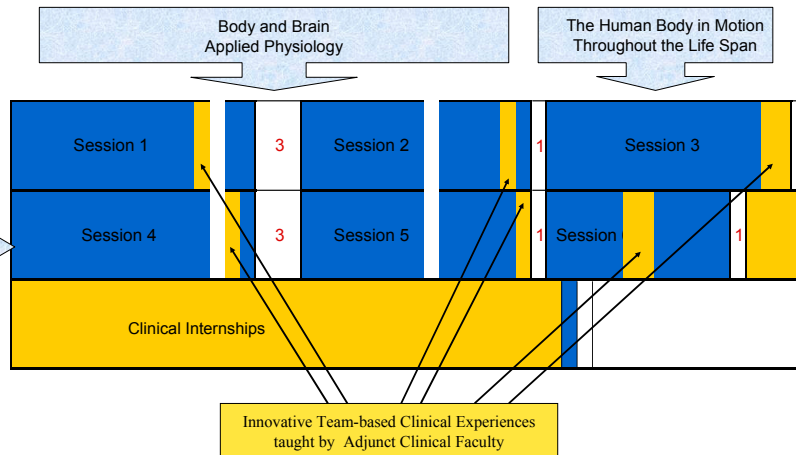 Body and Brain
Applied Physiology
The Human Body in Motion
Throughout the Life Span
Session 1
3
Session 2
1
Session 3
Session 4
3
Session 5
1
Session
1
Clinical Internships
Innovative Team-based Clinical Experiences
taught by Adjunct Clinical Faculty